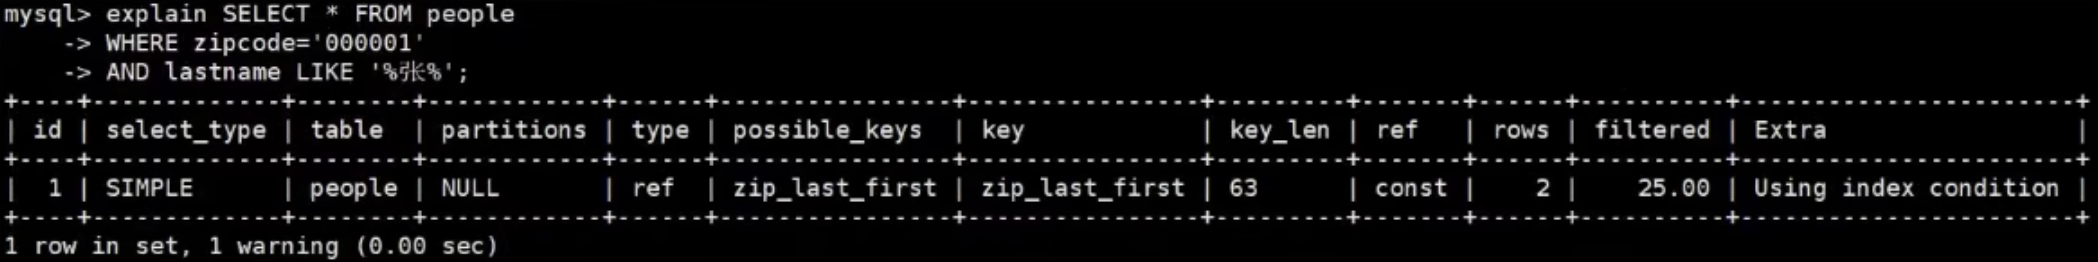 mysql> explain SELECT * FROM people
    -> WHERE zipcode='000001'
    -> AND lastname LIKE '%张%';
+----+-------------+--------+------------+------+----------------+----------------+---------+-------+------+----------+-----------------------+
| id | select_type | table  | partitions | type | possible_keys  | key            | key_len | ref   | rows | filtered | Extra                 |
+----+-------------+--------+------------+------+----------------+----------------+---------+-------+------+----------+-----------------------+
|  1 | SIMPLE      | people | NULL       | ref  | zip_last_first | zip_last_first | 63      | const |    2 |    25.00 | Using index condition |
+----+-------------+--------+------------+------+----------------+----------------+---------+-------+------+----------+-----------------------+
1 row in set, 1 warning (0.00 sec)